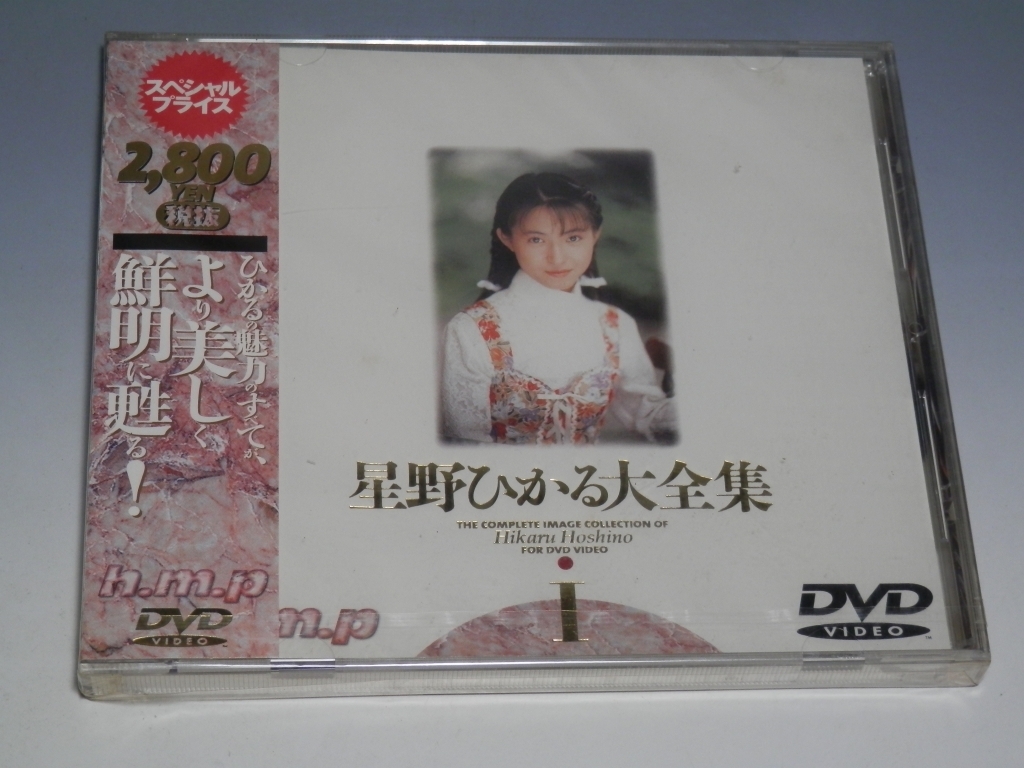 スペシャル
プライス
2,800
YEN
税抜
ひかるの魅力のすべてが、
より美しく
鮮明に甦る!
h.m.p
DVD
VIDEO
m.p
星野ひかる大全集
THE COMPLETE IMAGE COLLECTION OF
Hikaru Hoshino
FOR DVD VIDEO
I
DVD
VIDEO
TM